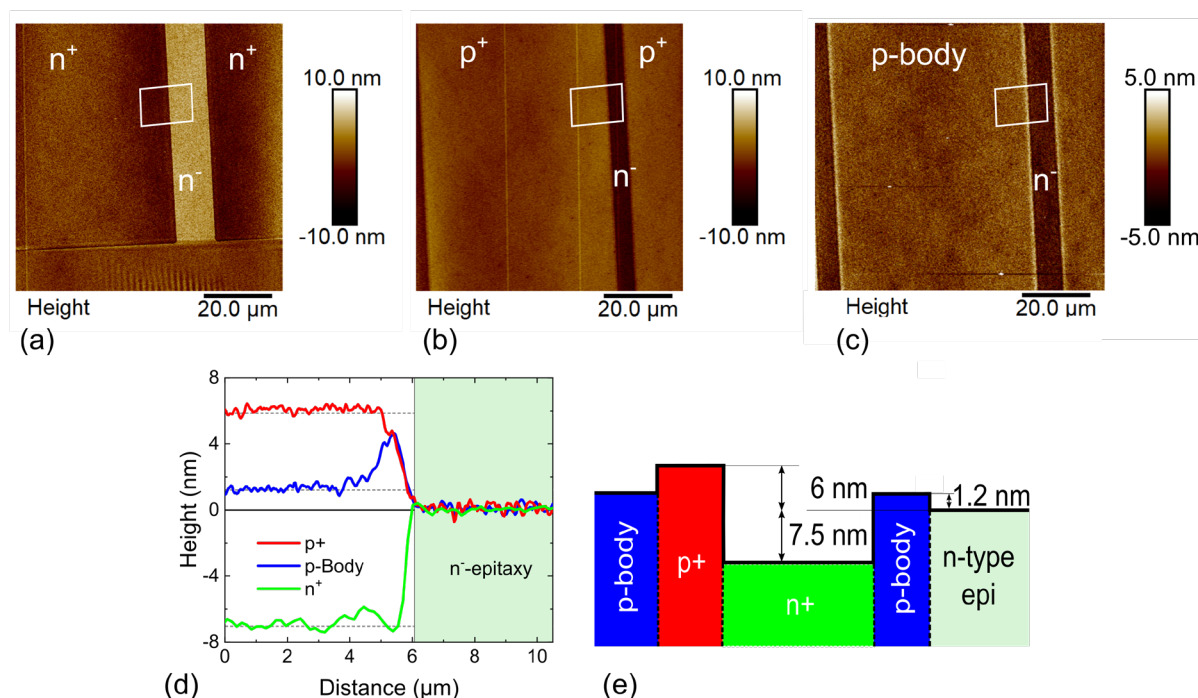 n+
n+
n-
10.0 nm
-10.0 nm
Height
20.0 µm
(a)
p+
p+
n-
10.0 nm
-10.0 nm
Height
20.0 µm
(b)
p-body
n-
5.0 nm
-5.0 nm
Height
20.0 µm
(c)
8
4
0
-4
-8
Height (nm)
p+
p-Body
n+
n--epitaxy
0
2
4
6
8
10
Distance (µm)
(d)
p-body
p+
n+
p-body
n-type
epi
6 nm
7.5 nm
1.2 nm
(e)